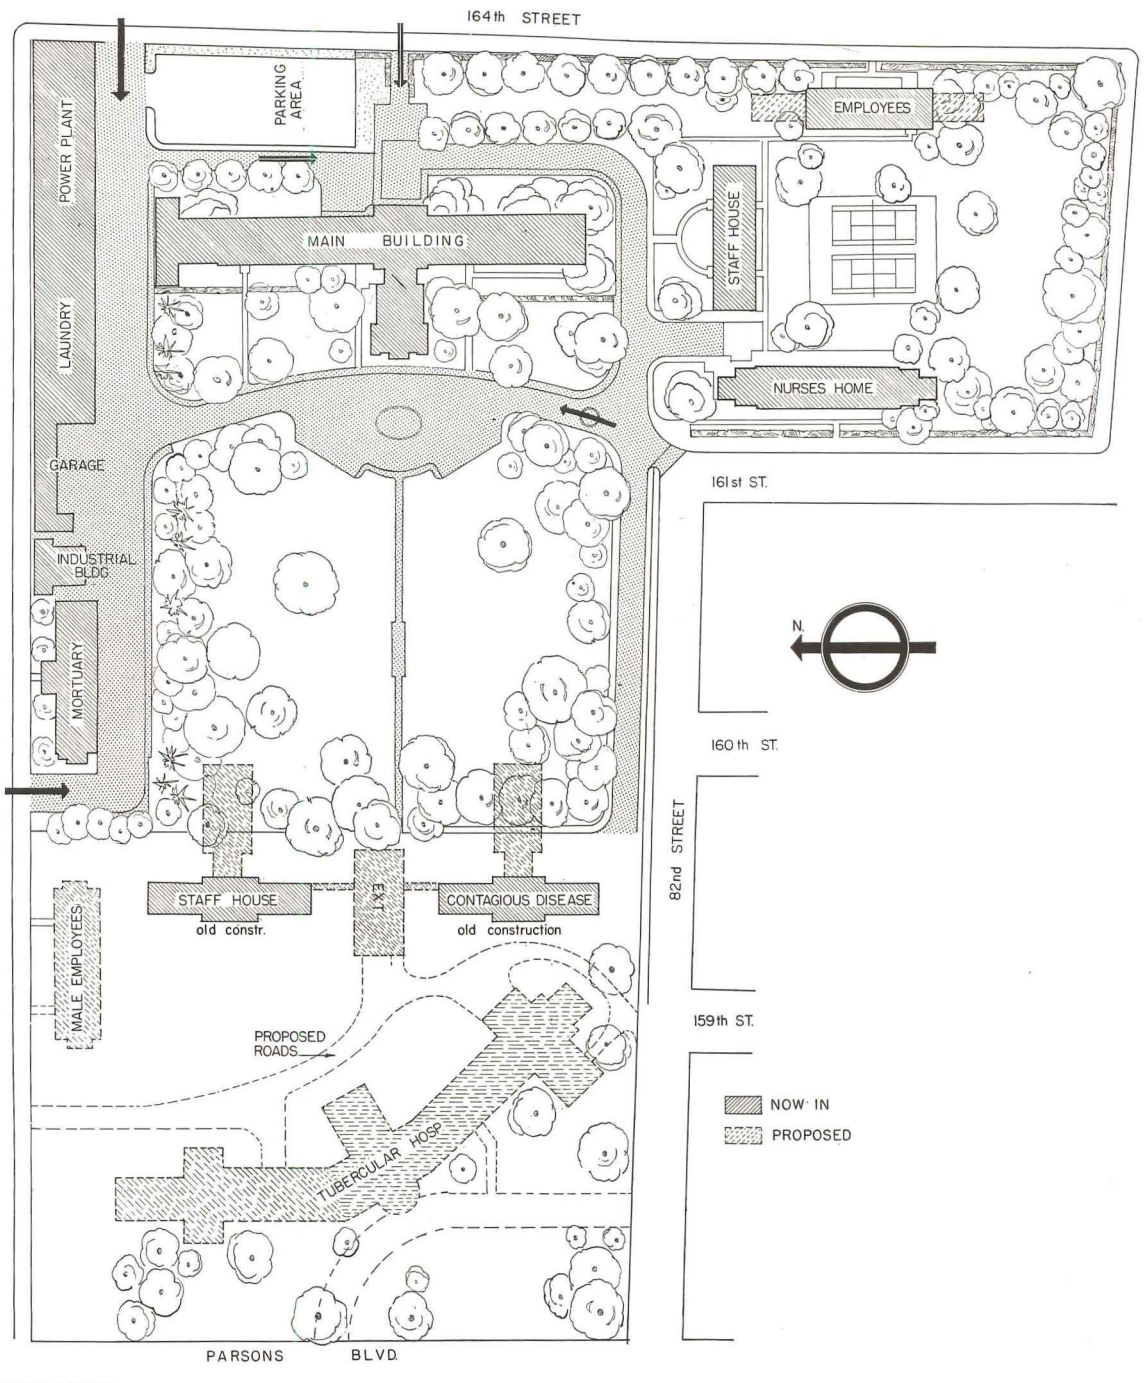 164th STREET
POWER PLANT
PARKING
AREA
EMPLOYEES
STAFF HOUSE
MAIN BUILDING
LAUNDRY
NURSES HOME
GARAGE
161st ST.
INDUSTRIAL
BLDG
N.
MORTUARY
160th ST.
82nd STREET
STAFF HOUSE
old constr.
EXT.
CONTAGIOUS DISEASE
old construction
MALE EMPLOYEES
159th ST.
PROPOSED
ROADS
NOW IN
PROPOSED
TUBERCULAR HOSP
PARSONS BLVD.